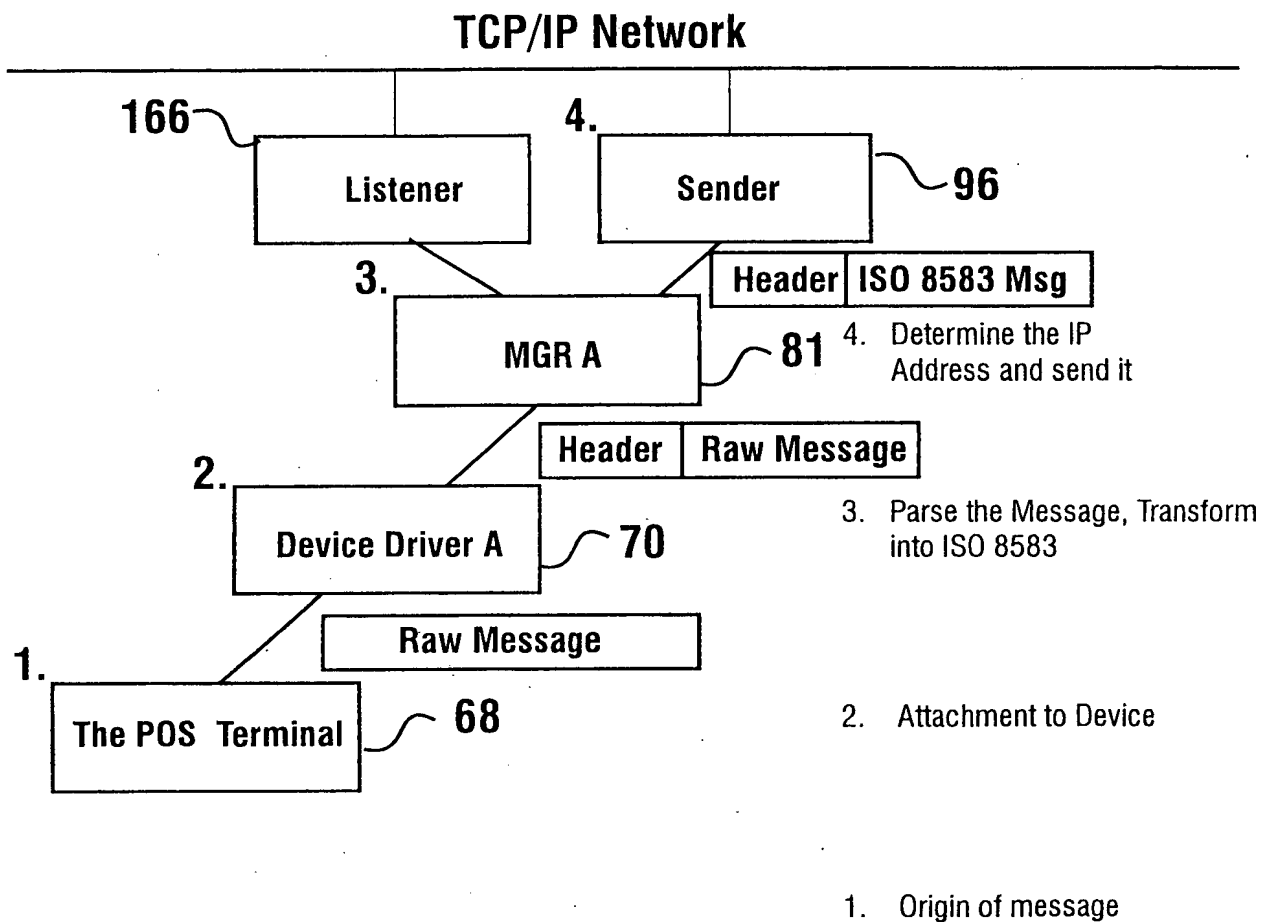 TCP/IP Network
166
4.
Listener
Sender
96
3.
Header ISO 8583 Msg
MGR A
81
4. Determine the IP
Address and send it
Header Raw Message
2.
Device Driver A
70
3. Parse the Message, Transform
into ISO 8583
Raw Message
1.
The POS Terminal
68
2. Attachment to Device
1. Origin of message